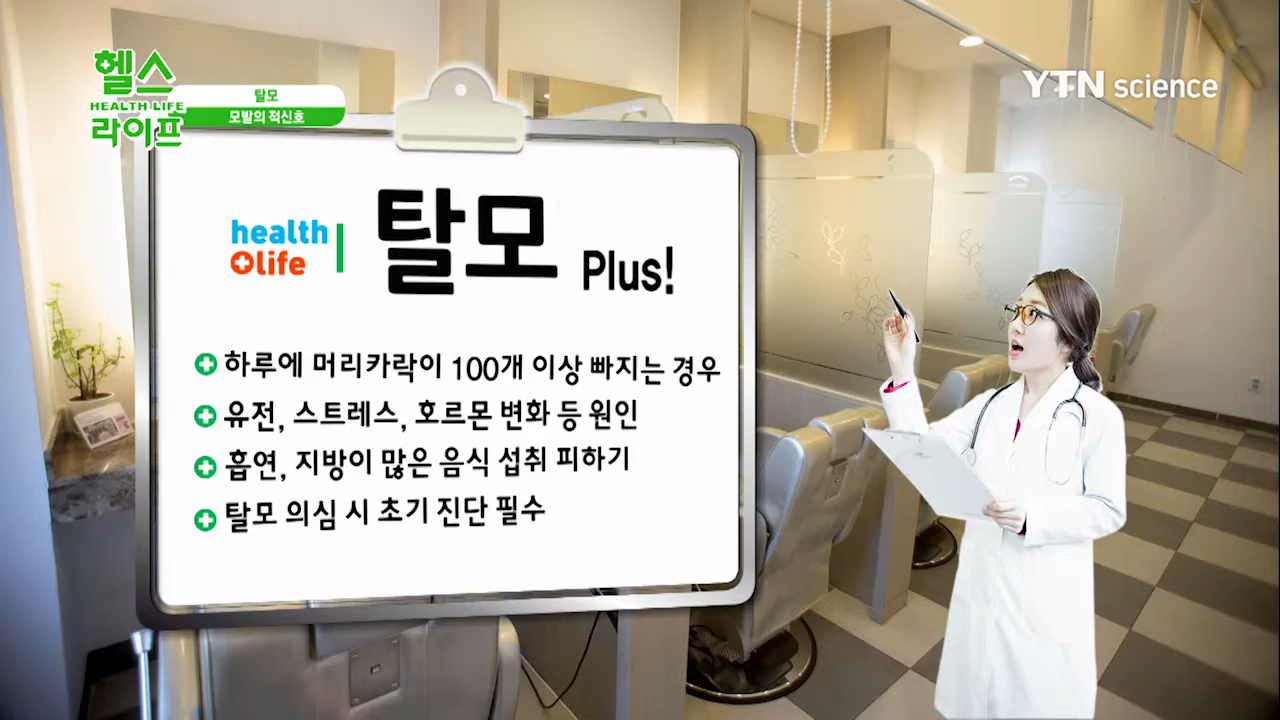 헬스
HEALTH LIFE
라이프
탈모
모발의 적신호
YTN science
health
life
탈모 Plus!
하루에 머리카락이 100개 이상 빠지는 경우
유전, 스트레스, 호르몬 변화 등 원인
흡연, 지방이 많은 음식 섭취 피하기
탈모 의심 시 초기 진단 필수